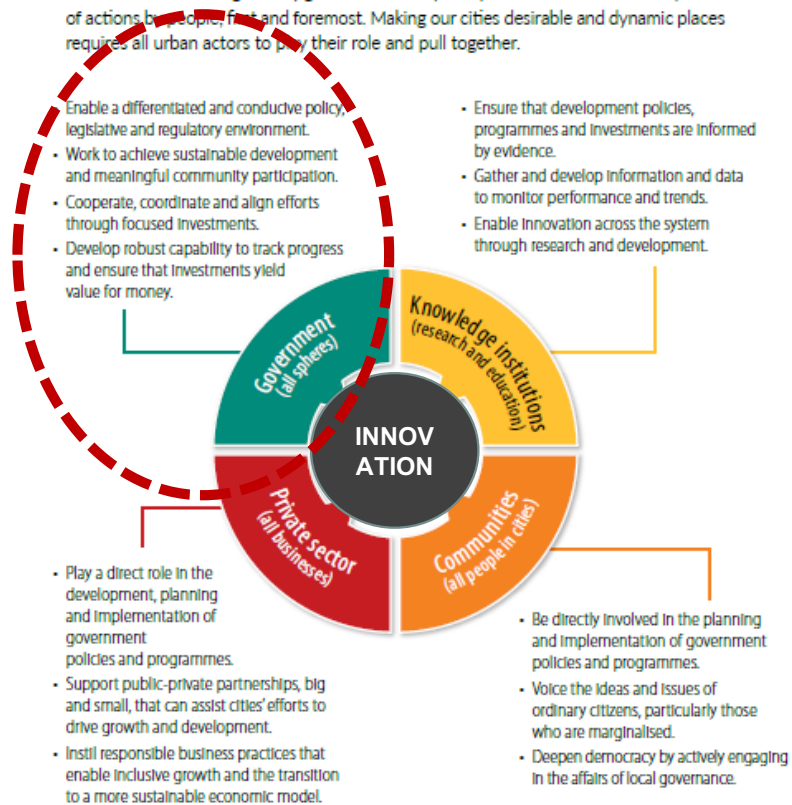 of actions by people, first and foremost. Making our cities desirable and dynamic places
requires all urban actors to play their role and pull together.
• Enable a differentiated and conducive policy,
legislative and regulatory environment.
• Work to achieve sustainable development
and meaningful community participation.
• Cooperate, coordinate and align efforts
through focused investments.
• Develop robust capability to track progress
and ensure that investments yield
value for money.
• Ensure that development policies,
programmes and investments are informed
by evidence.
• Gather and develop information and data
to monitor performance and trends.
• Enable innovation across the system
through research and development.
Government
(all spheres)
Knowledge institutions
(research and education)
INNOV
ATION
Private sector
(all businesses)
Communities
(all people in cities)
• Play a direct role in the
development, planning
and implementation of
government
policies and programmes.
• Support public-private partnerships, big
and small, that can assist cities' efforts to
drive growth and development.
• Instil responsible business practices that
enable inclusive growth and the transition
to a more sustainable economic model.
• Be directly involved in the planning
and implementation of government
policies and programmes.
• Voice the ideas and issues of
ordinary citizens, particularly those
who are marginalised.
• Deepen democracy by actively engaging
in the affairs of local governance.